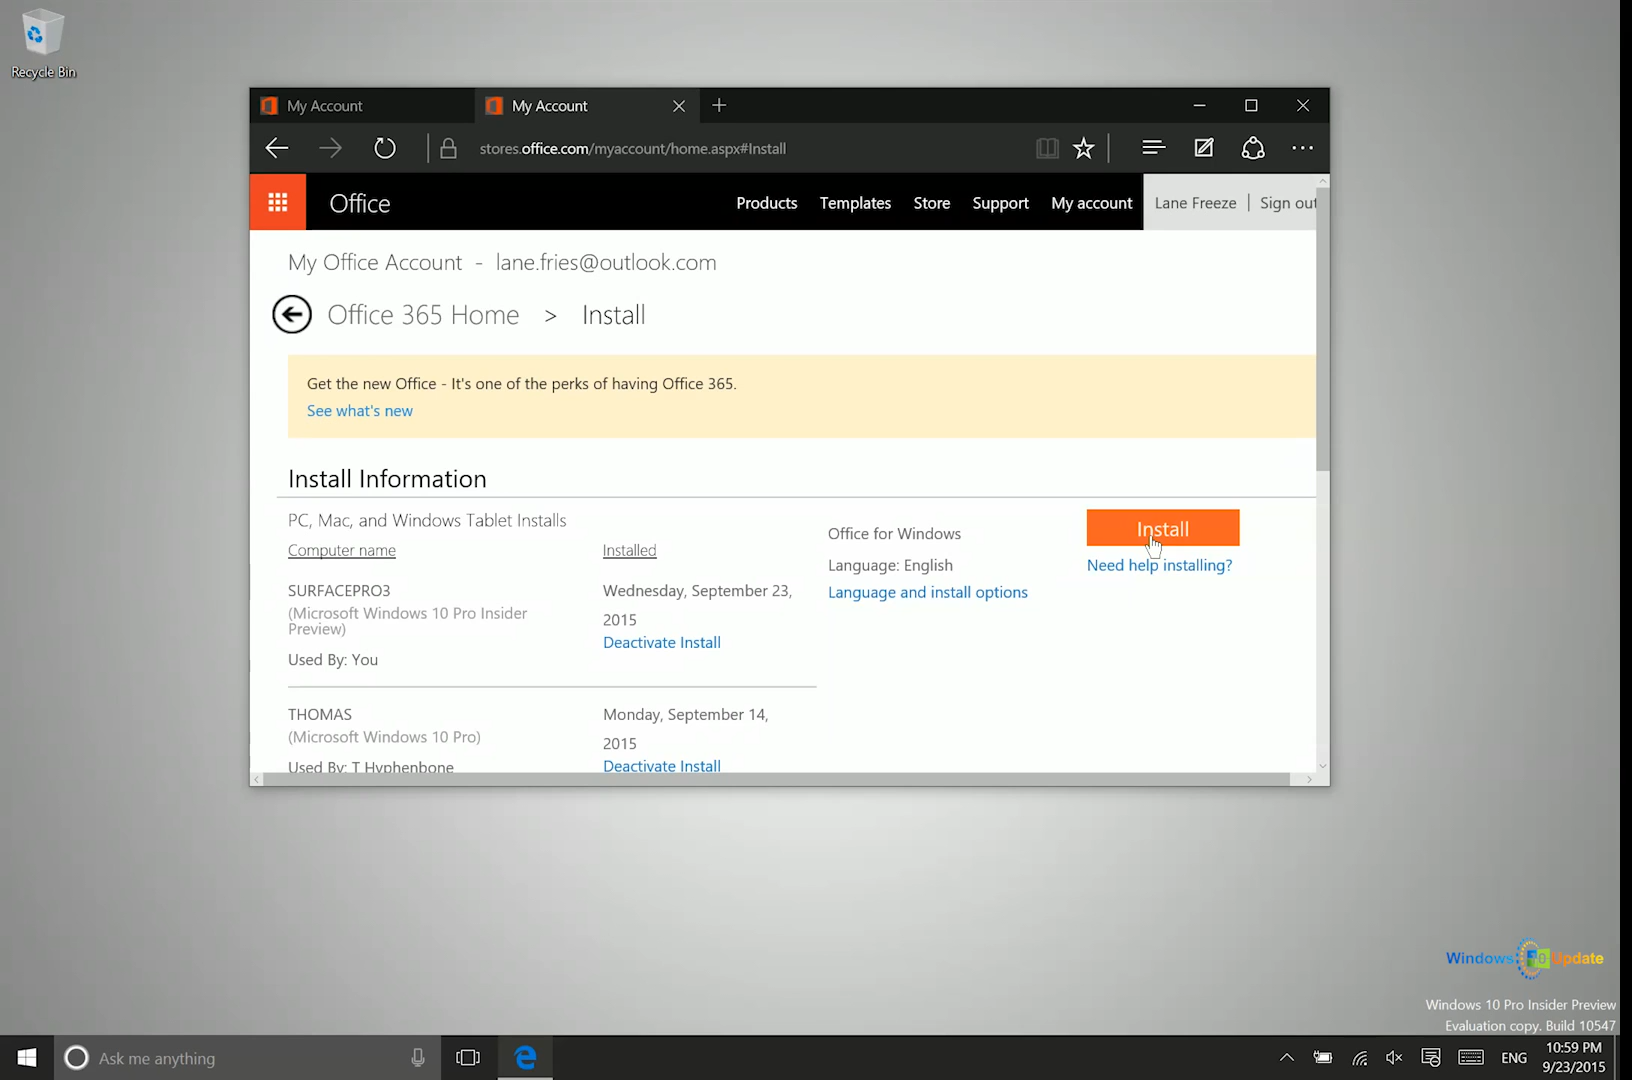 Recycle Bin
My Account
My Account
stores.office.com/myaccount/home.aspx#Install
Office
Products
Templates
Store
Support
My account
Lane Freeze | Sign out
My Office Account - lane.fries@outlook.com
Office 365 Home > Install
Get the new Office - It's one of the perks of having Office 365.
See what's new
Install Information
PC, Mac, and Windows Tablet Installs
Computer name
Installed
SURFACEPRO3
(Microsoft Windows 10 Pro Insider
Preview)
Used By: You
Wednesday, September 23,
2015
Deactivate Install
THOMAS
(Microsoft Windows 10 Pro)
Used By: T Hyphenbone
Monday, September 14,
2015
Deactivate Install
Office for Windows
Language: English
Language and install options
Install
Need help installing?
Windows 10 Update
Windows 10 Pro Insider Preview
Evaluation copy. Build 10547
Ask me anything
ENG
10:59 PM
9/23/2015